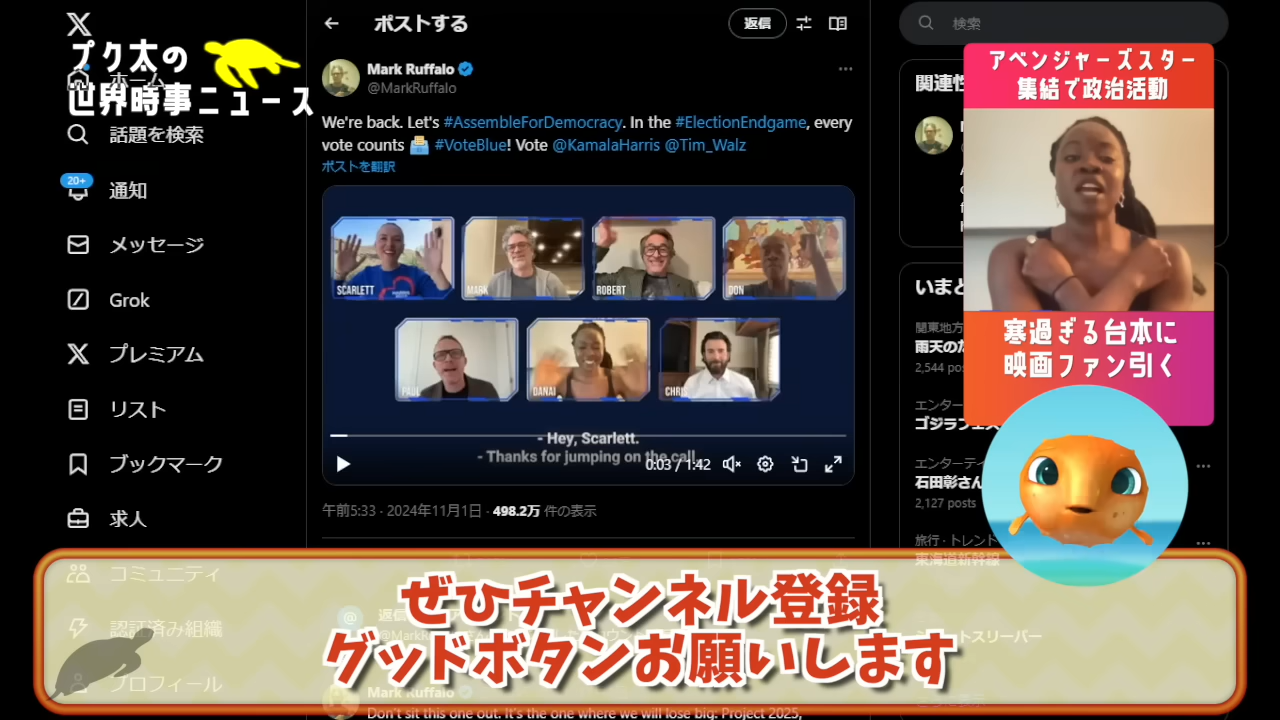 プク太の
世界時事ニュース
ホーム
話題を検索
20+
通知
メッセージ
Grok
プレミアム
リスト
ブックマーク
求人
コミュニティ
認証済み組織
プロフィール
ポストする
返信
Mark Ruffalo
@MarkRuffalo
We're back. Let's #AssembleForDemocracy. In the #ElectionEndgame, every
vote counts #VoteBlue! Vote @KamalaHarris @Tim_Walz
ポストを翻訳
SCARLETT
MARK
ROBERT
DON
PAUL
DANAI
CHRIS
- Hey, Scarlett.
- Thanks for jumping on the call
0:03 / 1:42
午前5:33 · 2024年11月1日 · 498.2万 件の表示
Mark Ruffalo
Don't sit this one out. It's the one where we will lose big: Project 2025,
検索
関連性
いまと
関東地方
雨天のた
2,544 pos
エンター
ゴジラフェス
エンターティ
石田彰さん
2,127 posts
旅行・トレンド
東海道新幹線
アベンジャーズスター
集結で政治活動
寒過ぎる台本に
映画ファン引く
ぜひチャンネル登録
グッドボタンお願いします